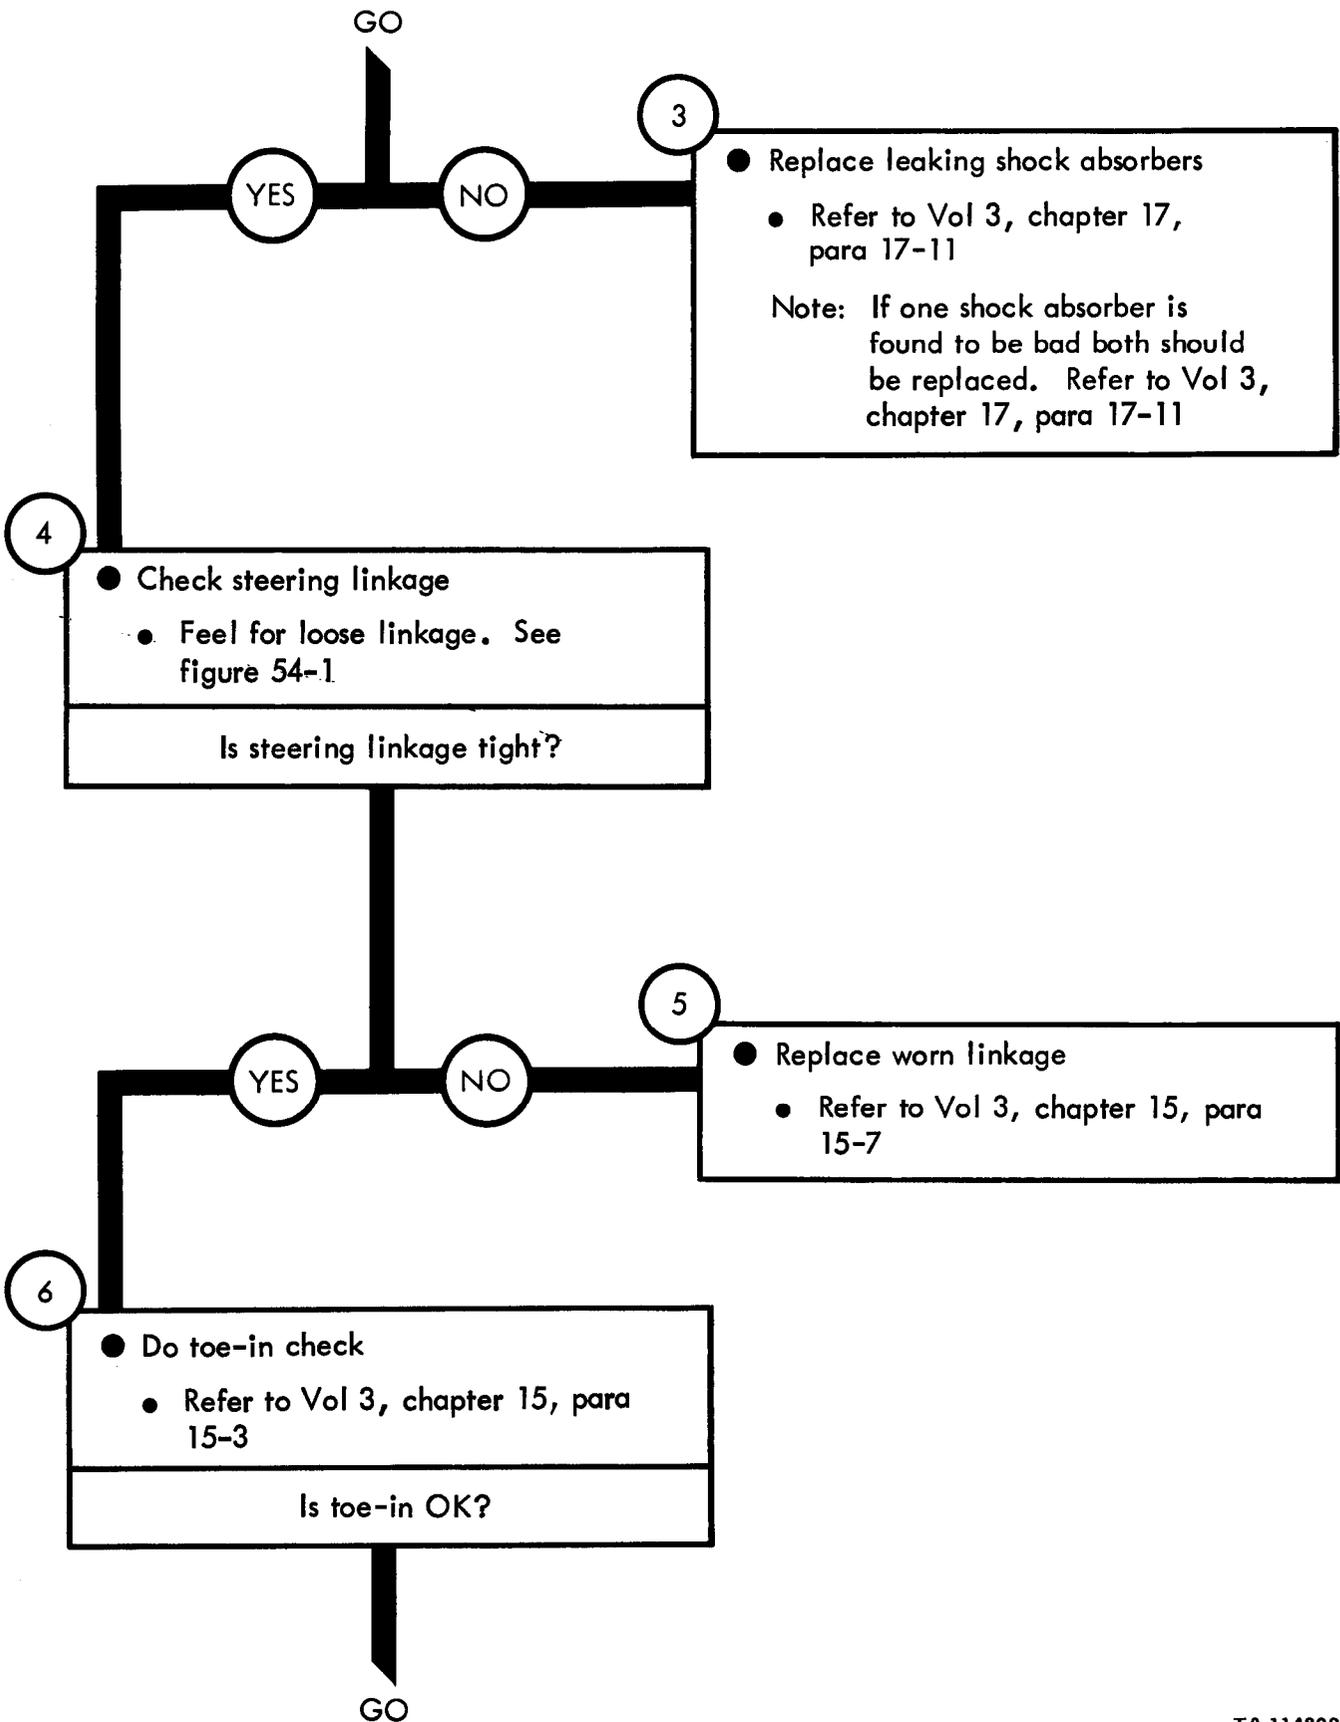 GO
YES
NO
3
● Replace leaking shock absorbers
● Refer to Vol 3, chapter 17,
para 17-11
Note: If one shock absorber is
found to be bad both should
be replaced. Refer to Vol 3,
chapter 17, para 17-11
4
● Check steering linkage
● Feel for loose linkage. See
figure 54-1
Is steering linkage tight?
YES
NO
5
● Replace worn linkage
● Refer to Vol 3, chapter 15, para
15-7
6
● Do toe-in check
● Refer to Vol 3, chapter 15, para
15-3
Is toe-in OK?
GO